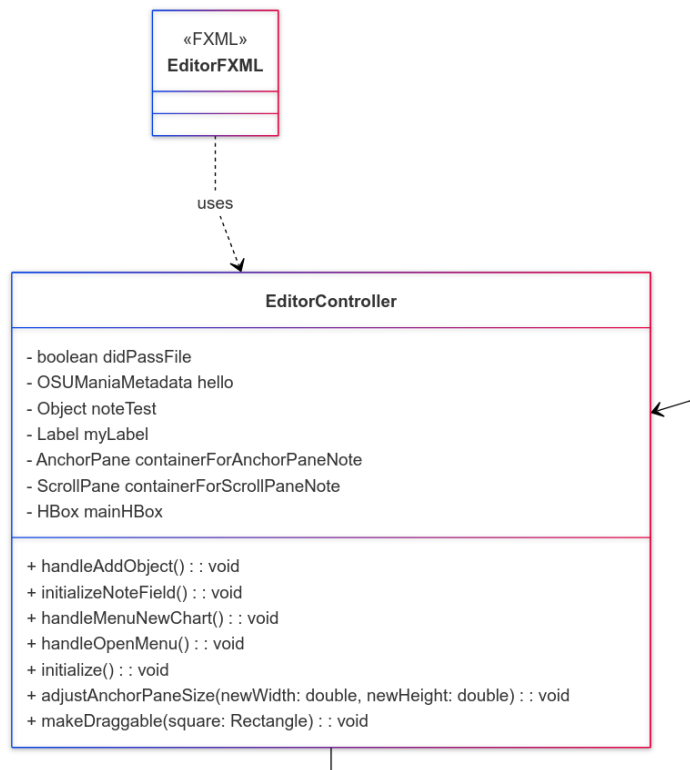 «FXML»
EditorFXML
uses
EditorController
- boolean didPassFile
- OSUManiaMetadata hello
- Object noteTest
- Label myLabel
- AnchorPane containerForAnchorPaneNote
- ScrollPane containerForScrollPaneNote
- HBox mainHBox
+ handleAddObject() : : void
+ initializeNoteField() : : void
+ handleMenuNewChart() : : void
+ handleOpenMenu() : : void
+ initialize() : : void
+ adjustAnchorPaneSize(newWidth: double, newHeight: double) : : void
+ makeDraggable(square: Rectangle) : : void